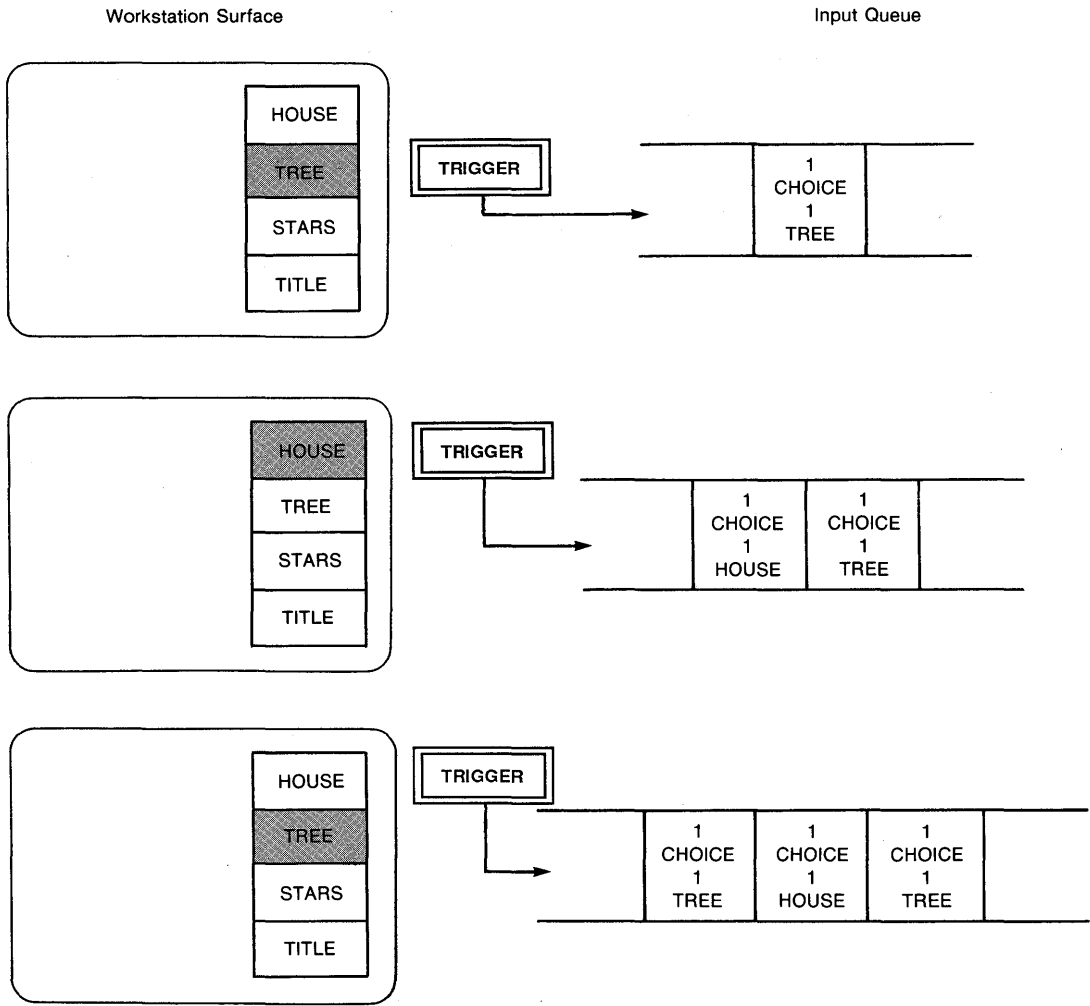 Workstation Surface
Input Queue
HOUSE
TREE
STARS
TITLE
TRIGGER
1
CHOICE
1
TREE
HOUSE
TREE
STARS
TITLE
TRIGGER
1
CHOICE
1
HOUSE
1
CHOICE
1
TREE
HOUSE
TREE
STARS
TITLE
TRIGGER
1
CHOICE
1
TREE
1
CHOICE
1
HOUSE
1
CHOICE
1
TREE